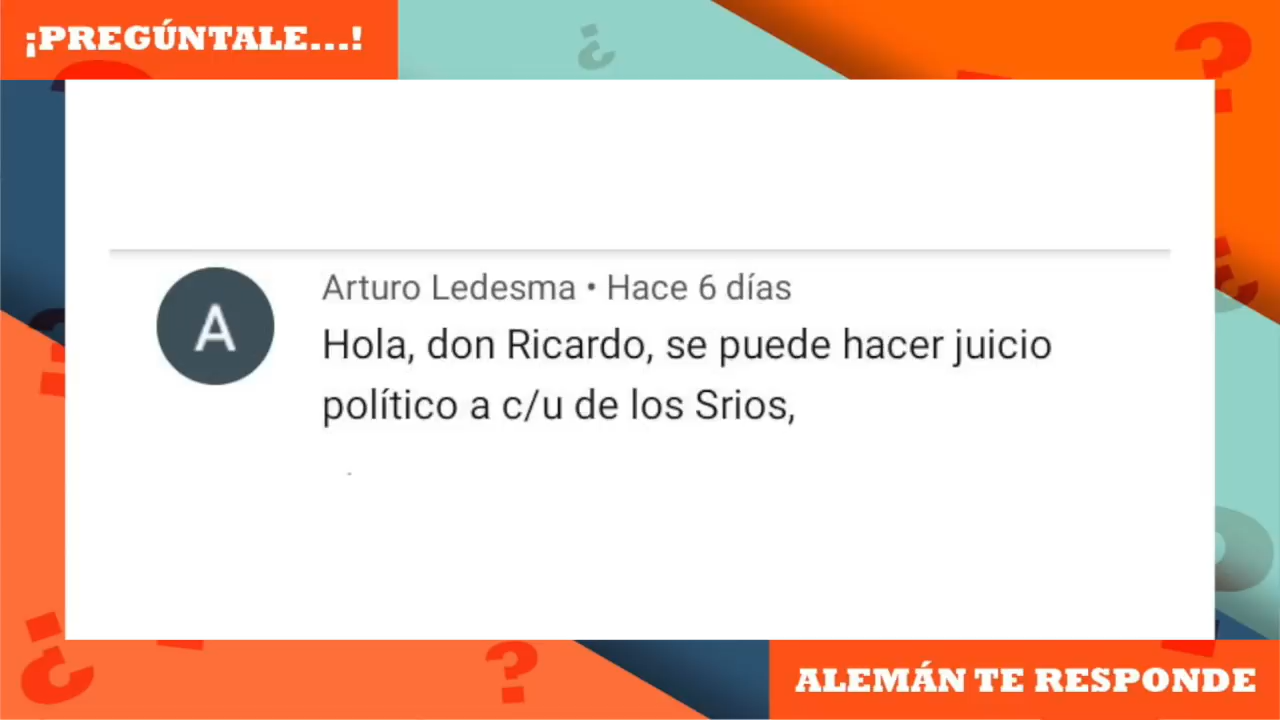 ¡PREGÚNTALE...!
Arturo Ledesma • Hace 6 días
Hola, don Ricardo, se puede hacer juicio
político a c/u de los Srios,
A
ALEMÁN TE RESPONDE